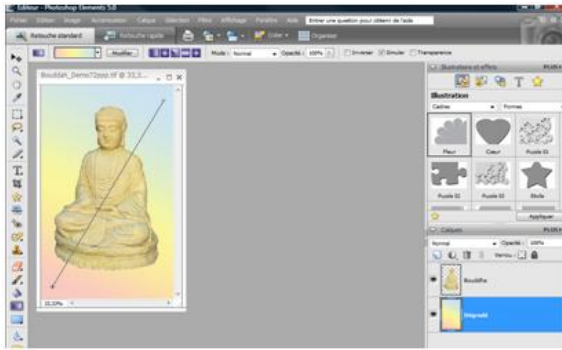 Editeur - Photoshop Elements 5.0
Fichier Edition Image Accentuation Calque Sélection Filtre Affichage Fenêtre Aide Entrer une question pour obtenir de l'aide
Retouche standard Retouche rapide Créer Organiser
Modifier Mode : Normal Opacité : 100% Inverser Simuler Transparence
Bouddah_Demo72ppp.tif @ 33,3...
33,33%
Illustrations et effets PLUS
Illustration
Cadres Formes
Fleur Coeur Puzzle 01
Puzzle 02 Puzzle 03 Etoile
Appliquer
Calques PLUS
Normal Opacité : 100%
Verrou :
Bouddha
Dégradé